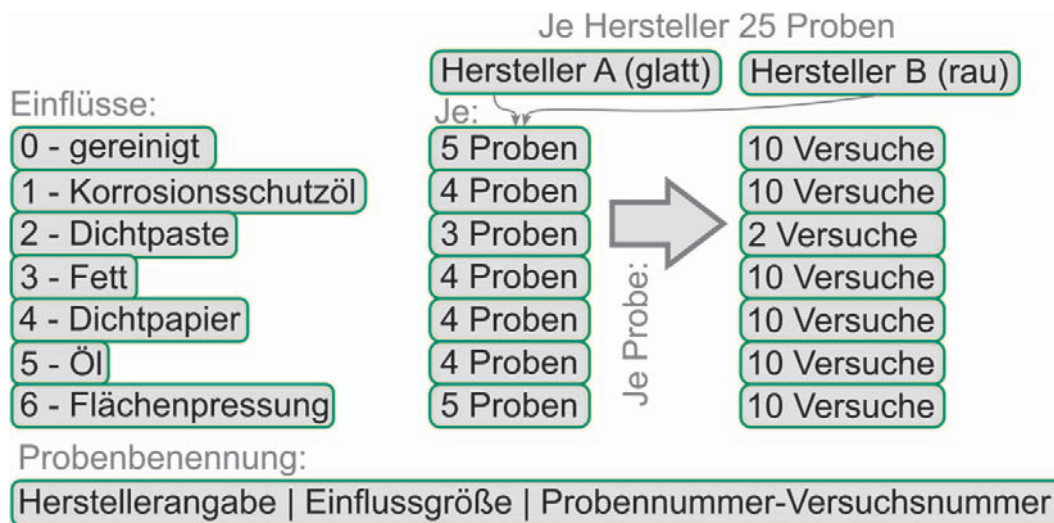 Je Hersteller 25 Proben
Hersteller A (glatt) Hersteller B (rau)
Einflüsse: Je:
0 - gereinigt 5 Proben 10 Versuche
1 - Korrosionsschutzöl 4 Proben 10 Versuche
2 - Dichtpaste 3 Proben 2 Versuche
3 - Fett 4 Proben 10 Versuche
4 - Dichtpapier 4 Proben 10 Versuche
5 - Öl 4 Proben 10 Versuche
6 - Flächenpressung 5 Proben 10 Versuche
Je Probe:
Probenbenennung:
Herstellerangabe | Einflussgröße | Probennummer-Versuchsnummer